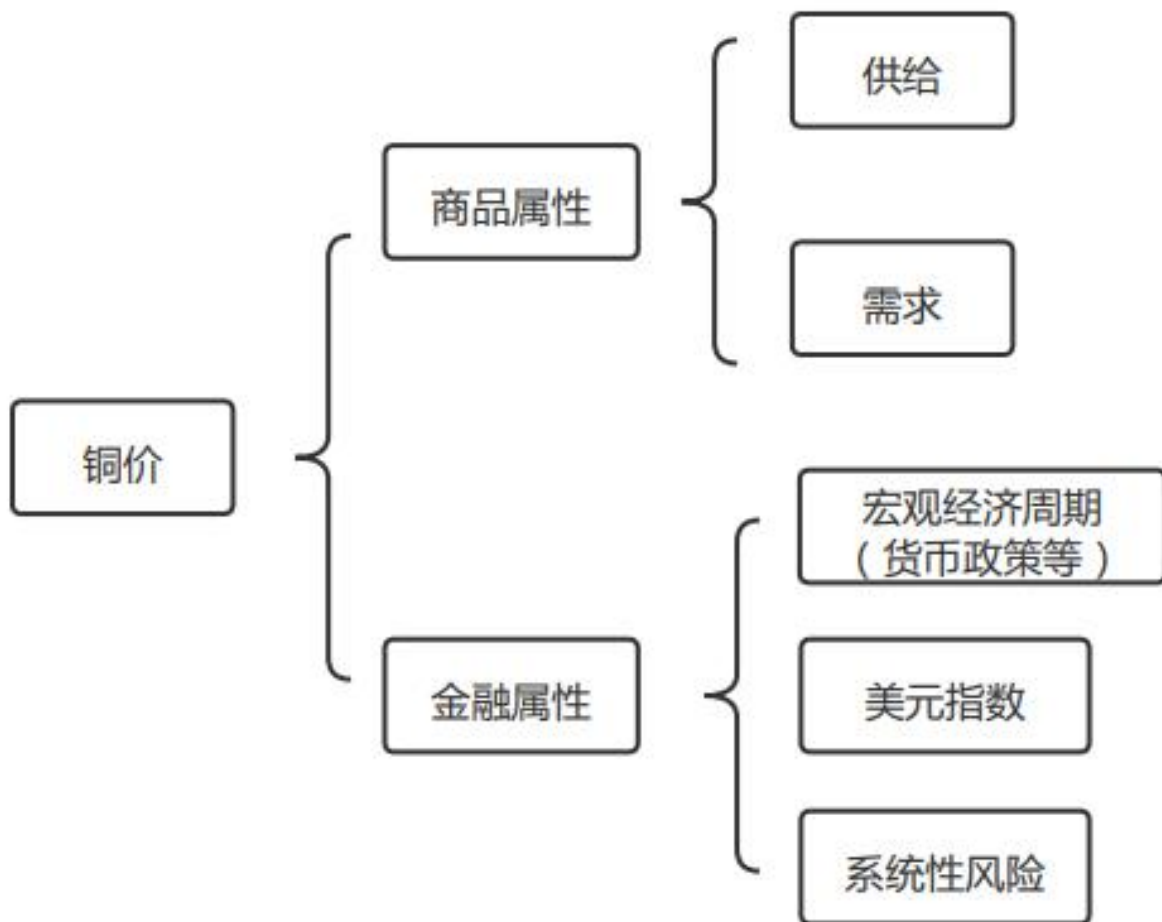 供给
商品属性
需求
铜价
宏观经济周期
（货币政策等）
金融属性
美元指数
系统性风险